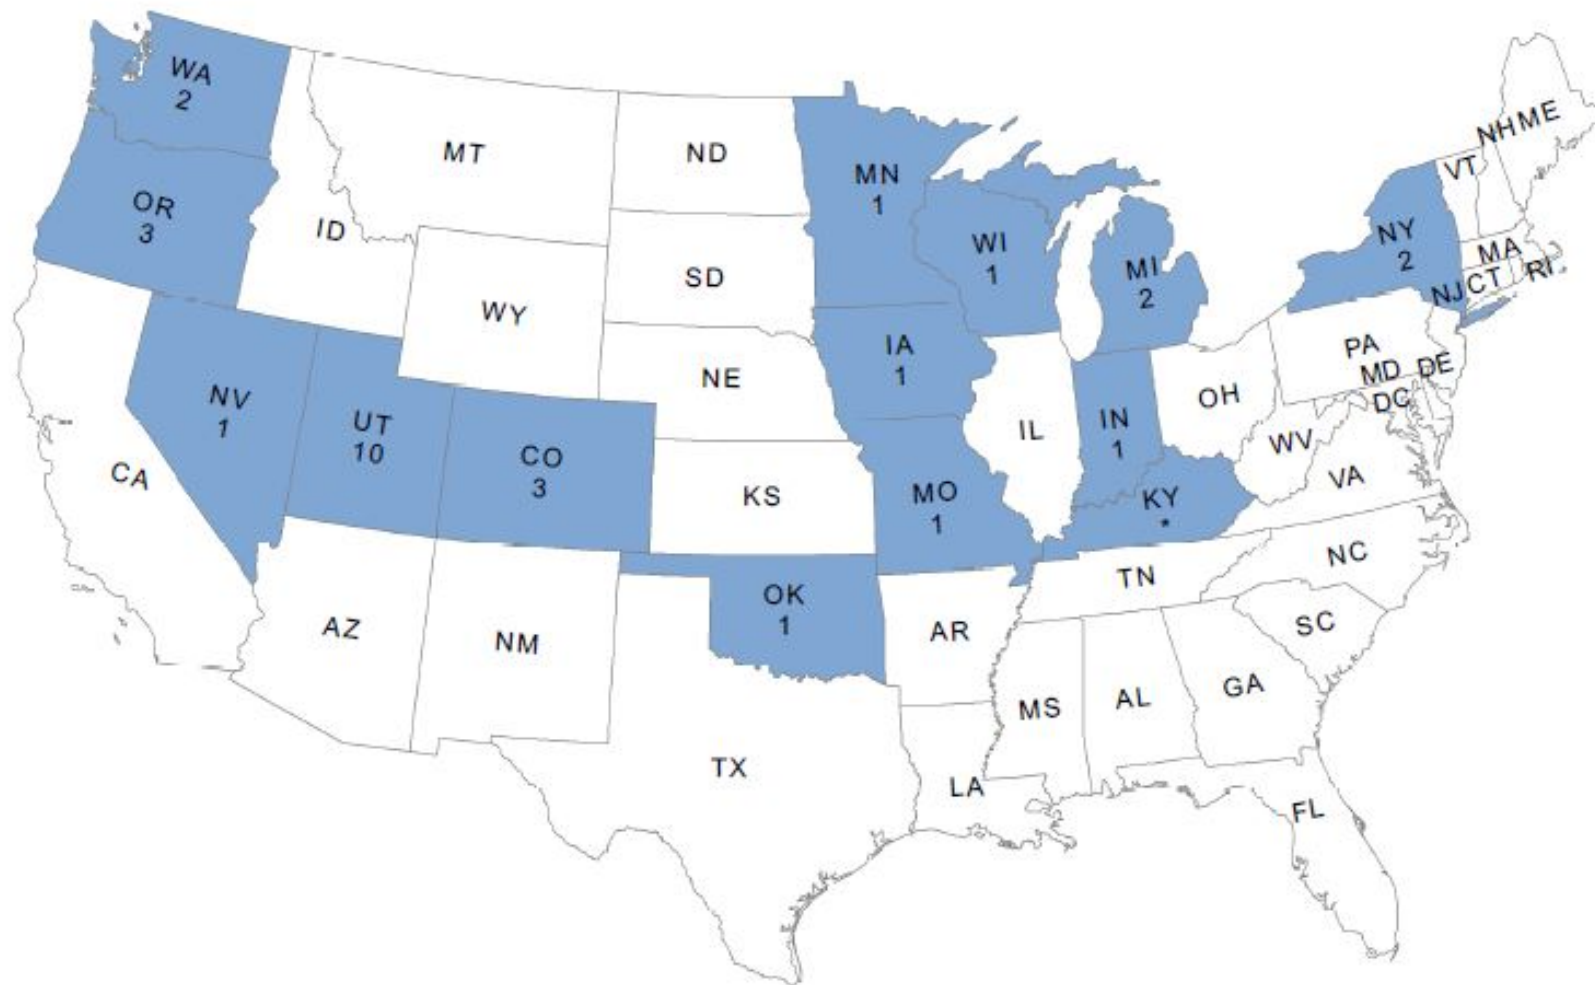 WA
2
MT
ND
MN
1
OR
3
ID
SD
WI
1
MI
2
NY
2
VT
NH
ME
MA
CT
RI
NJ
WY
NE
IA
1
IL
IN
1
OH
PA
MD
DE
DC
NV
1
UT
10
CO
3
KS
MO
1
KY
*
WV
VA
CA
AZ
NM
OK
1
AR
TN
NC
SC
MS
AL
GA
TX
LA
FL